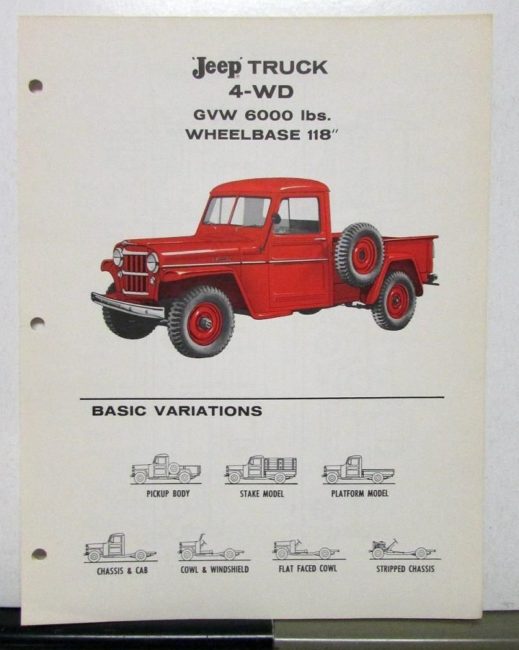 'Jeep' TRUCK
4-WD
GVW 6000 lbs.
WHEELBASE 118"
BASIC VARIATIONS
PICKUP BODY STAKE MODEL PLATFORM MODEL
CHASSIS & CAB COWL & WINDSHIELD FLAT FACED COWL STRIPPED CHASSIS